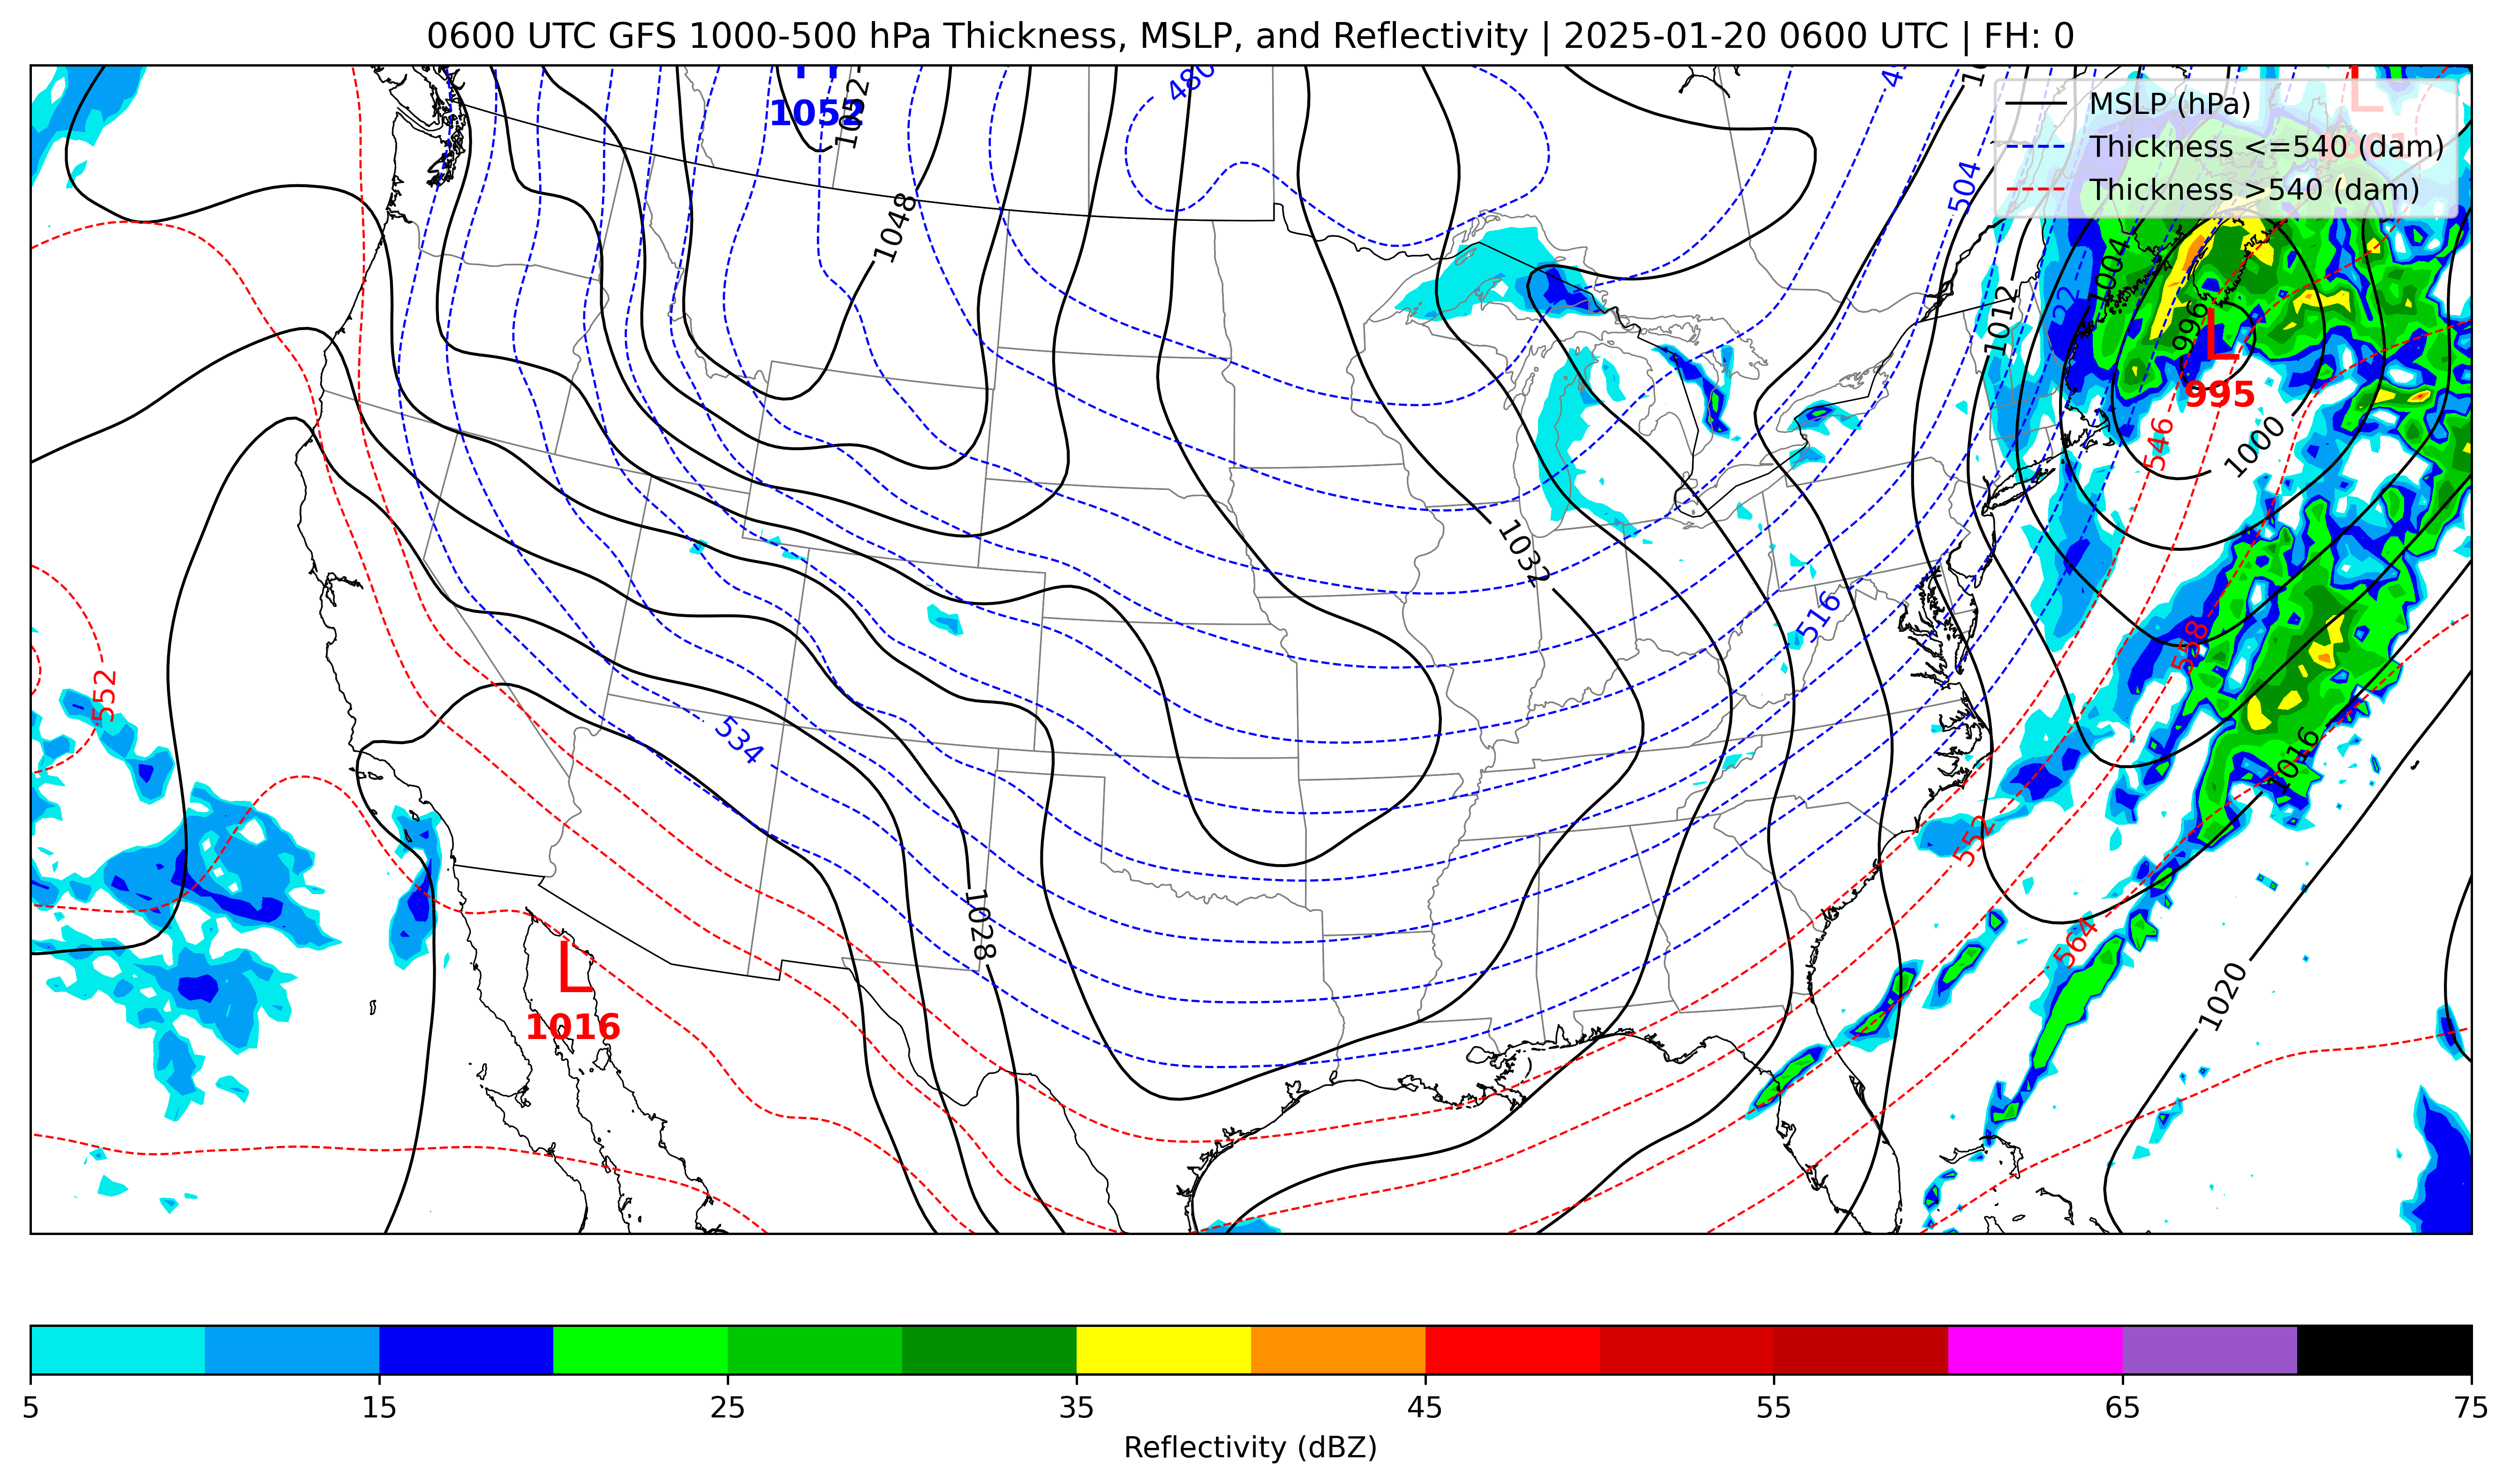 0600 UTC GFS 1000-500 hPa Thickness, MSLP, and Reflectivity | 2025-01-20 0600 UTC | FH: 0
MSLP (hPa)
Thickness <=540 (dam)
Thickness >540 (dam)
1052
1052
480
504
1048
1004
1012
996
L
995
1000
546
1032
516
558
552
534
1016
552
1028
564
L
1016
1020
5 15 25 35 45 55 65 75
Reflectivity (dBZ)